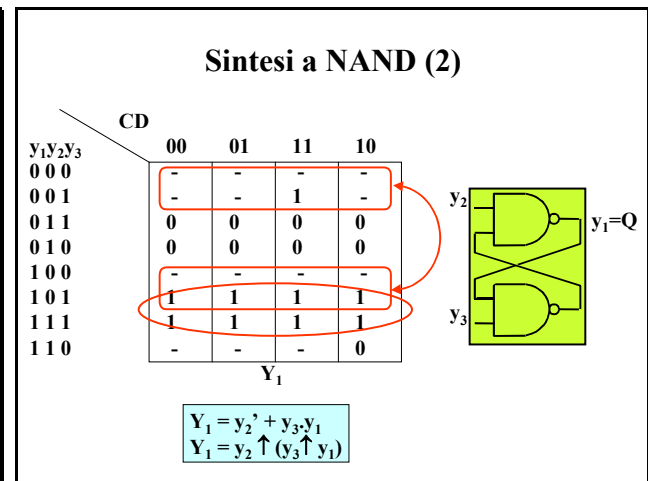 Sintesi a NAND (2)
CD
y₁y₂y₃ 00 01 11 10
0 0 0 - - - -
0 0 1 - - 1 -
0 1 1 0 0 0 0
0 1 0 0 0 0 0
1 0 0 - - - -
1 0 1 1 1 1 1
1 1 1 1 1 1 1
1 1 0 - - - 0
Y₁
y₂
y₁=Q
y₃
Y₁ = y₂’ + y₃.y₁
Y₁ = y₂ ↑ (y₃↑ y₁)